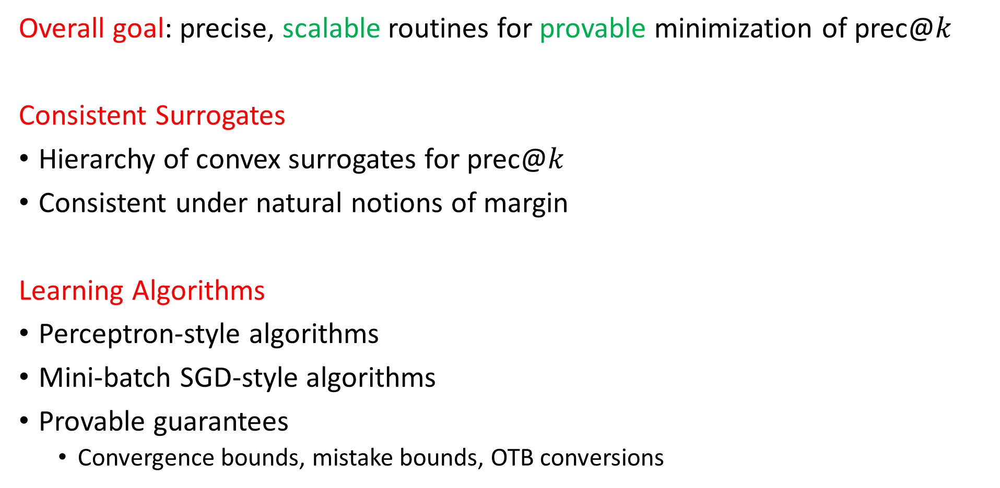 Overall goal: precise, scalable routines for provable minimization of prec@k
Consistent Surrogates
• Hierarchy of convex surrogates for prec@k
• Consistent under natural notions of margin
Learning Algorithms
• Perceptron-style algorithms
• Mini-batch SGD-style algorithms
• Provable guarantees
• Convergence bounds, mistake bounds, OTB conversions